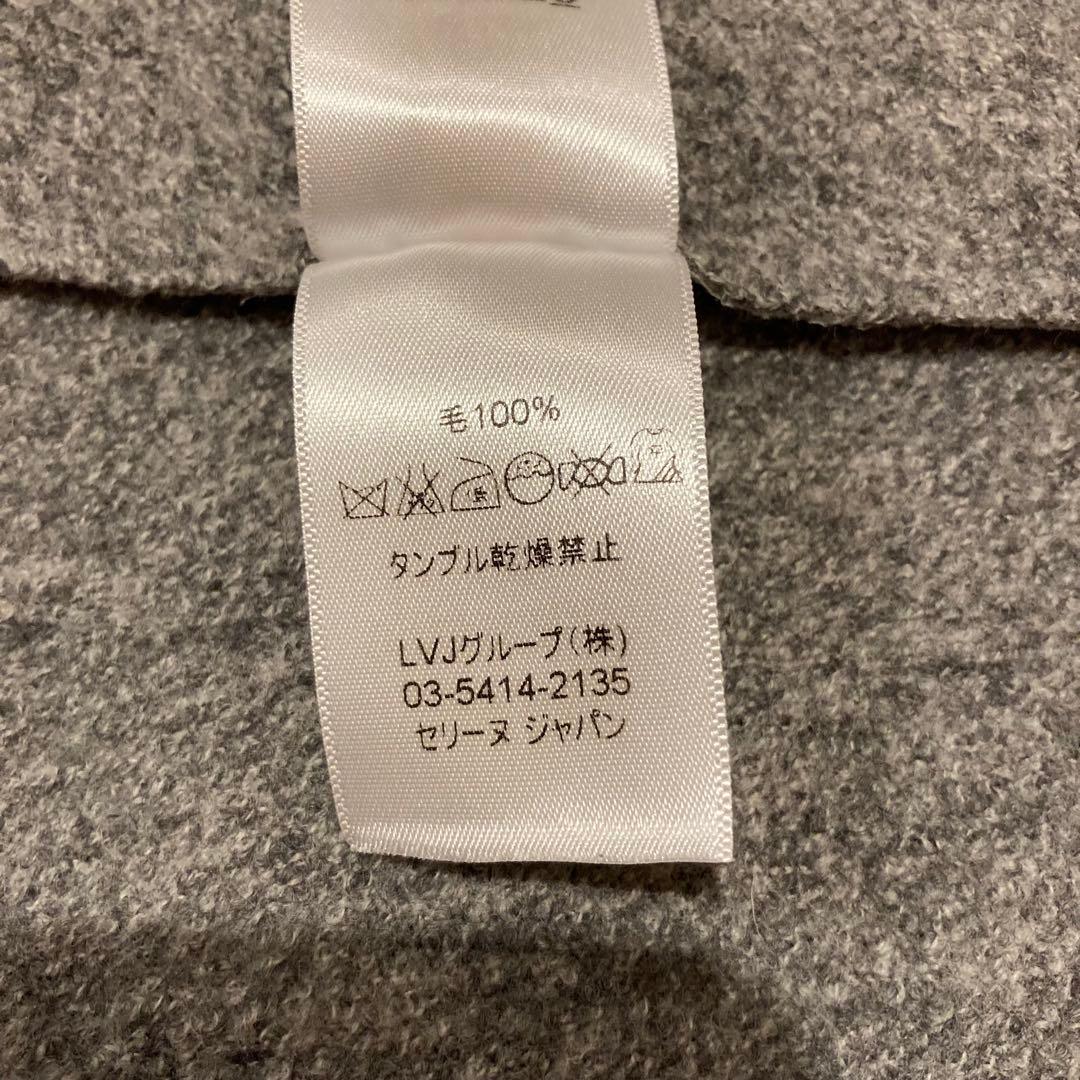 毛100%
タンブル乾燥禁止
LVJグループ(株)
03-5414-2135
セリーヌ ジャパン